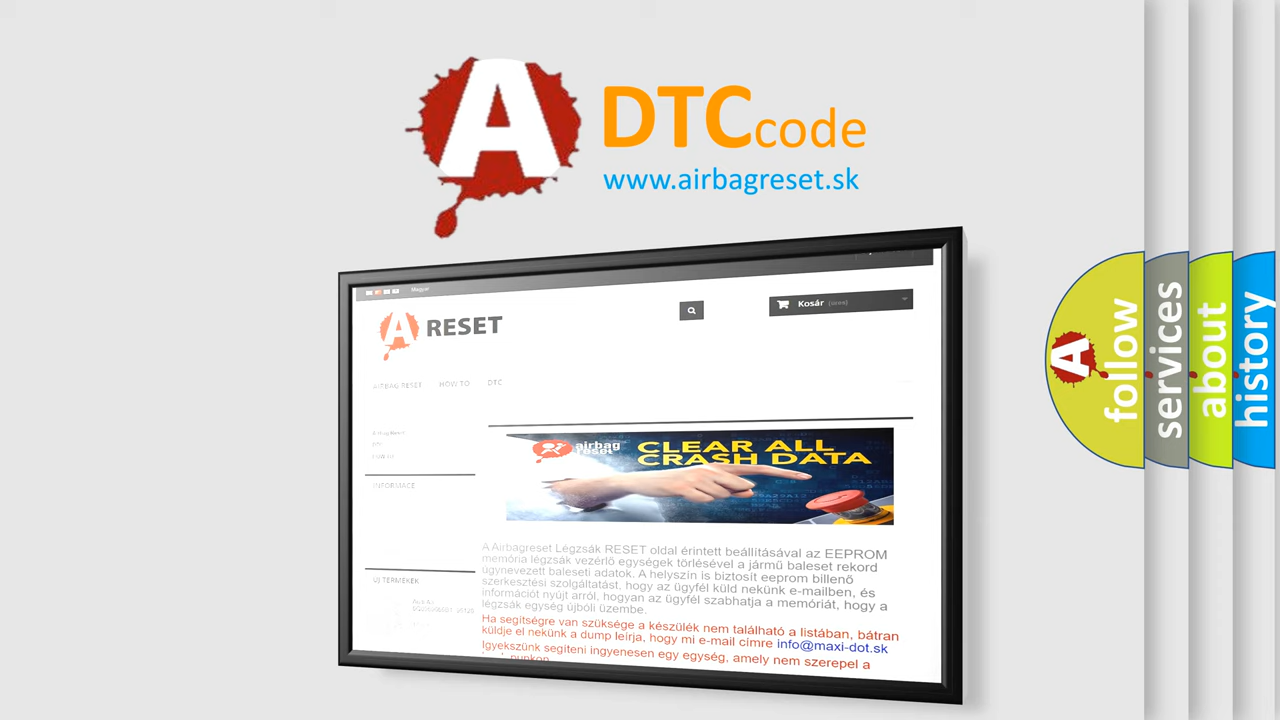 A DTC code
www.airbagreset.sk
Magyar
A RESET
Kosár (üres)
AIRBAG RESET HOW TO DTC
INFORMACE
ÚJ TERMÉKEK
airbag
reset
CLEAR ALL
CRASH DATA
A Airbagreset Légzsák RESET oldal érintett beállításával az EEPROM
memória légzsák vezérlő egységek törlésével a jármű baleset rekord
úgynevezett baleseti adatok. A helyszín is biztosít eeprom billenő
szerkesztési szolgáltatást, hogy az ügyfél küld nekünk e-mailben, és
információt nyújt arról, hogyan az ügyfél szabhatja a memóriát, hogy a
légzsák egység újbóli üzembe.
Ha segítségre van szüksége a készülék nem található a listában, bátran
küldje el nekünk a dump leírja, hogy mi e-mail címre info@maxi-dot.sk
Igyekszünk segíteni ingyenesen egy egység, amely nem szerepel a
A follow
services
about
history